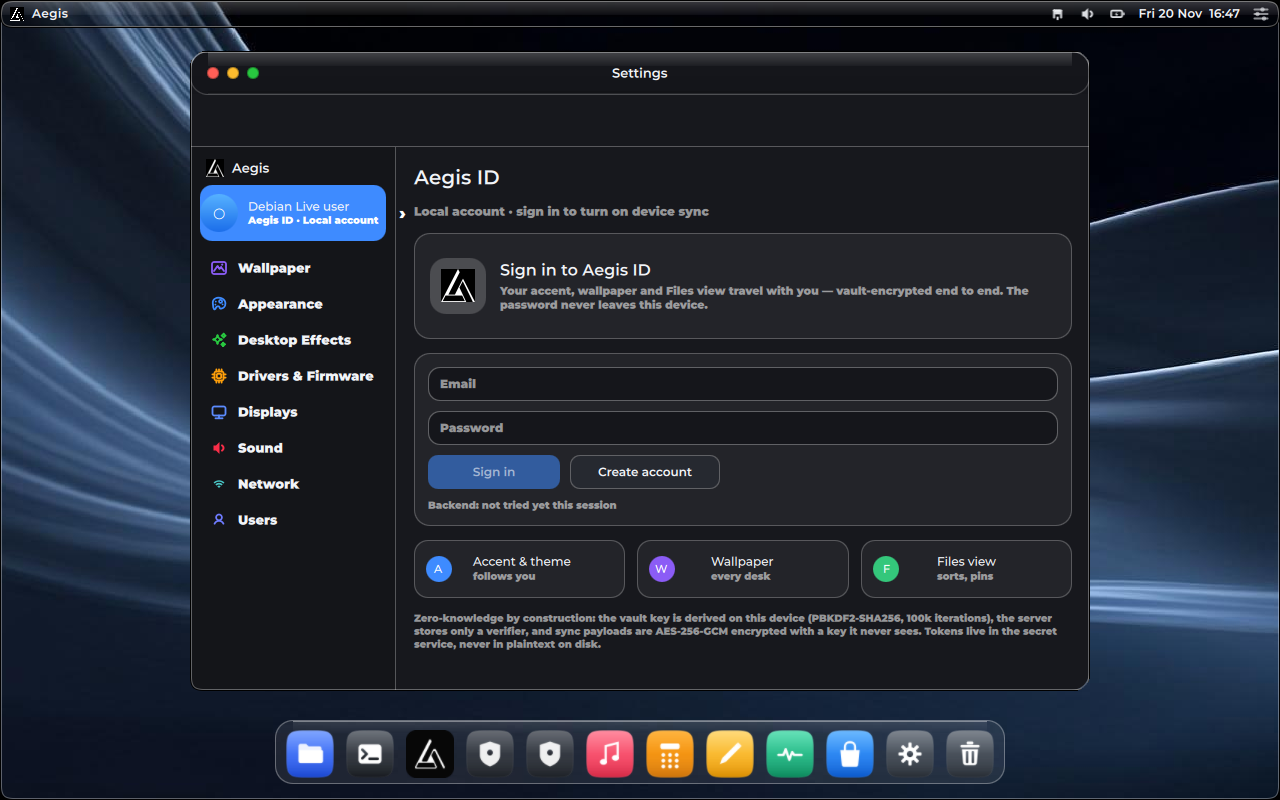 Aegis
Fri 20 Nov 16:47
Settings
Aegis
Debian Live user
Aegis ID • Local account
Wallpaper
Appearance
Desktop Effects
Drivers & Firmware
Displays
Sound
Network
Users
Aegis ID
Local account • sign in to turn on device sync
Sign in to Aegis ID
Your accent, wallpaper and Files view travel with you — vault-encrypted end to end. The
password never leaves this device.
Email
Password
Sign in
Create account
Backend: not tried yet this session
A
Accent & theme
follows you
W
Wallpaper
every desk
F
Files view
sorts, pins
Zero-knowledge by construction: the vault key is derived on this device (PBKDF2-SHA256, 100k iterations), the server
stores only a verifier, and sync payloads are AES-256-GCM encrypted with a key it never sees. Tokens live in the secret
service, never in plaintext on disk.